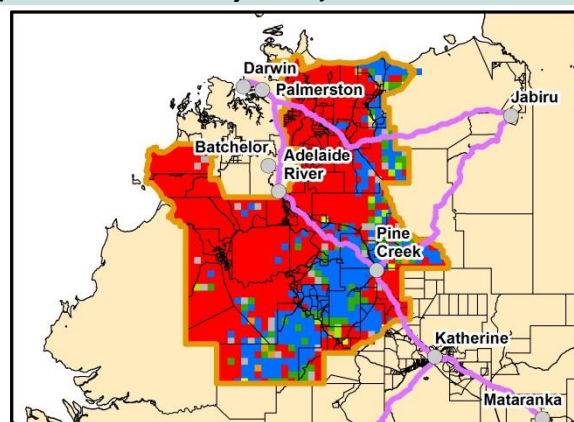 Darwin
Palmerston
Jabiru
Batchelor
Adelaide
River
Pine
Creek
Katherine
Mataranka